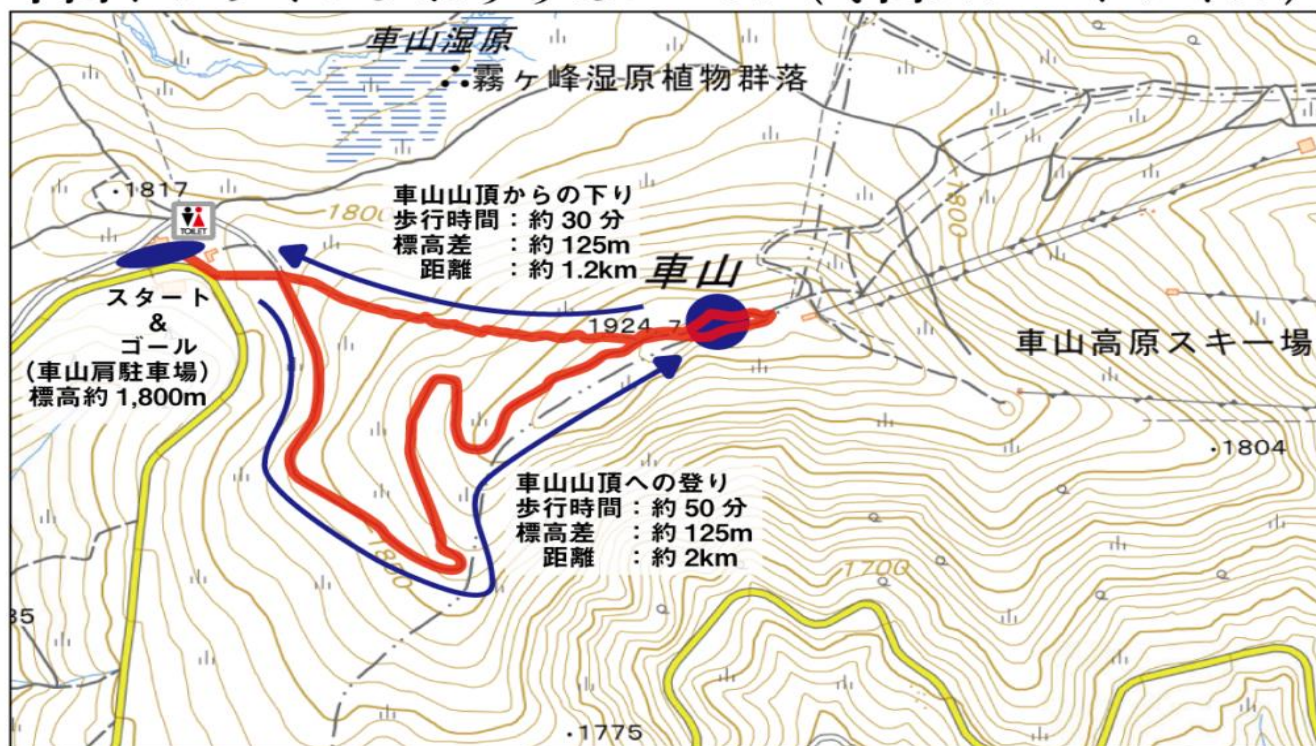 車山湿原
霧ヶ峰湿原植物群落
1817
TOILET
1800
車山山頂からの下り
歩行時間：約 30 分
標高差　：約 125m
距離　：約 1.2km
車山
1924.7
1800
スタート
&
ゴール
(車山肩駐車場)
標高約 1,800m
車山高原スキー場
1804
車山山頂への登り
歩行時間：約 50 分
標高差　：約 125m
距離　：約 2km
1800
1700
1775